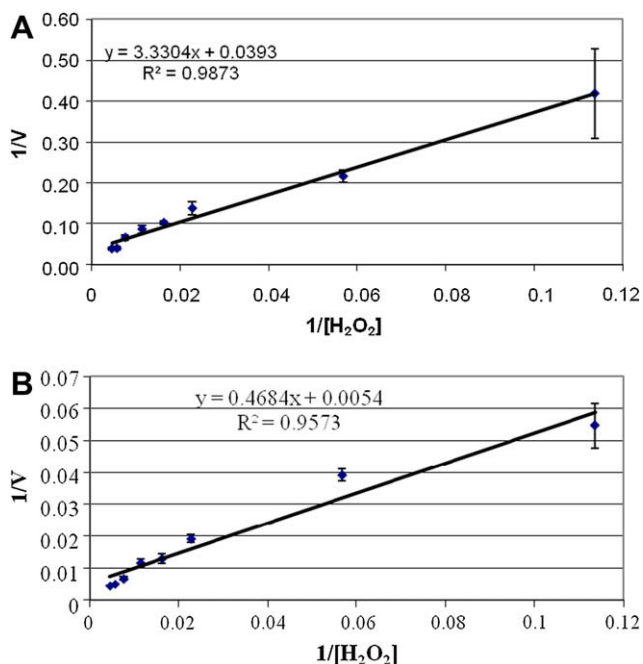 A
0.60
y = 3.3304x + 0.0393
R² = 0.9873
0.50
0.40
1/V
0.30
0.20
0.10
0.00
0 0.02 0.04 0.06 0.08 0.1 0.12
1/[H₂O₂]
B
0.07
y = 0.4684x + 0.0054
R² = 0.9573
0.06
0.05
0.04
1/V
0.03
0.02
0.01
0
0 0.02 0.04 0.06 0.08 0.1 0.12
1/[H₂O₂]